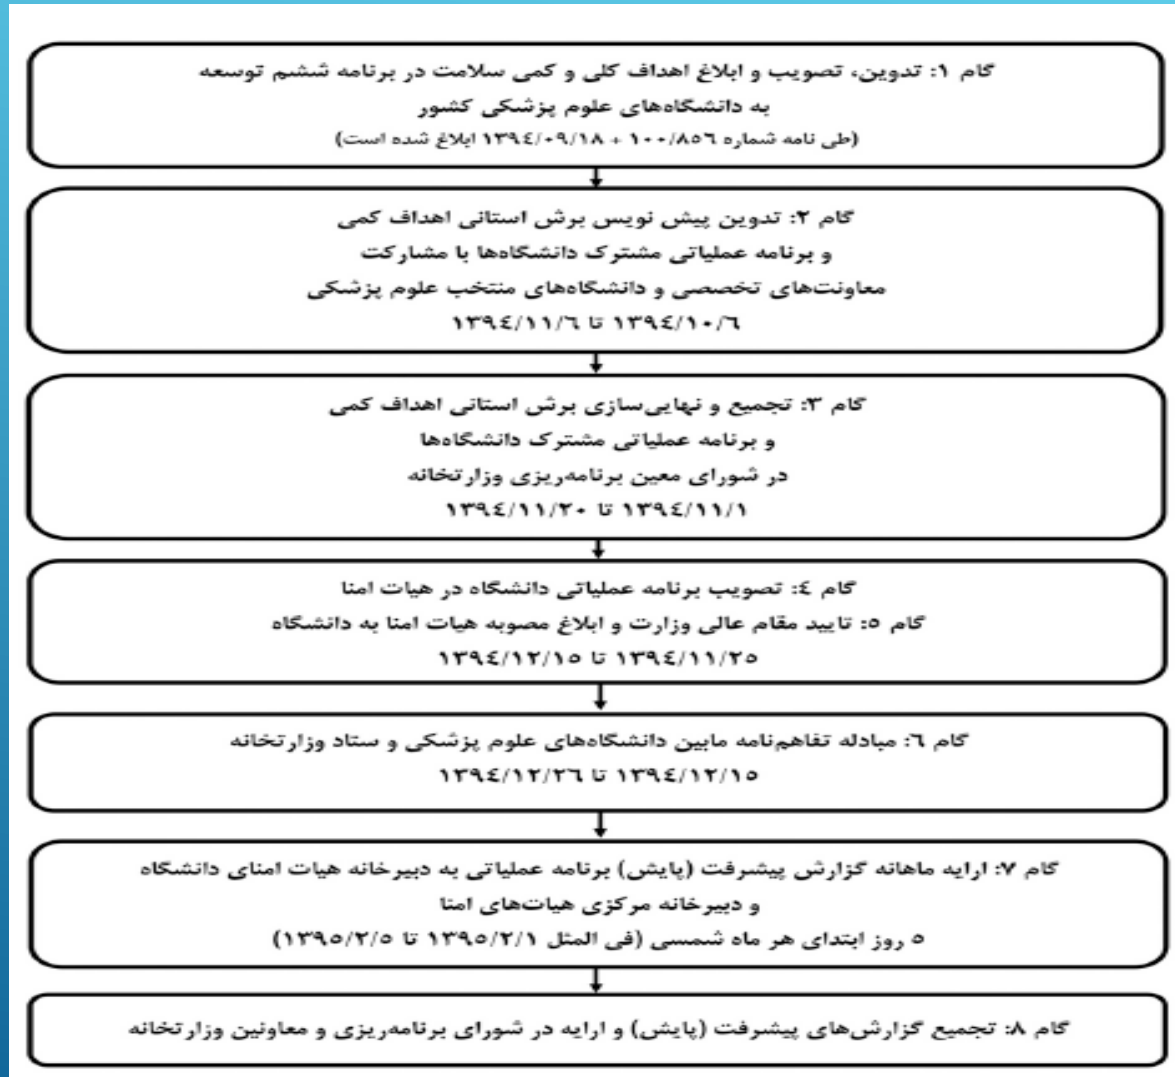 گام ۱: تدوین، تصویب و ابلاغ اهداف کلی و کمی سلامت در برنامه ششم توسعه
به دانشگاه‌های علوم پزشکی کشور
(طی نامه شماره ۱۰۰/۸۵۶ + ۱۳۹٤/۰۹/۱۸ ابلاغ شده است)
گام ۲: تدوین پیش نویس برش استانی اهداف کمی
و برنامه عملیاتی مشترک دانشگاه‌ها با مشارکت
معاونت‌های تخصصی و دانشگاه‌های منتخب علوم پزشکی
۱۳۹٤/۱۰/٦ تا ۱۳۹٤/۱۱/٦
گام ۳: تجمیع و نهایی‌سازی برش استانی اهداف کمی
و برنامه عملیاتی مشترک دانشگاه‌ها
در شورای معین برنامه‌ریزی وزارتخانه
۱۳۹٤/۱۱/۱ تا ۱۳۹٤/۱۱/۲۰
گام ٤: تصویب برنامه عملیاتی دانشگاه در هیات امنا
گام ٥: تایید مقام عالی وزارت و ابلاغ مصوبه هیات امنا به دانشگاه
۱۳۹٤/۱۱/۲٥ تا ۱۳۹٤/۱۲/۱٥
گام ٦: مبادله تفاهم‌نامه مابین دانشگاه‌های علوم پزشکی و ستاد وزارتخانه
۱۳۹٤/۱۲/۱٥ تا ۱۳۹٤/۱۲/۲٦
گام ۷: ارایه ماهانه گزارش پیشرفت (پایش) برنامه عملیاتی به دبیرخانه هیات امنای دانشگاه
و دبیرخانه مرکزی هیات‌های امنا
٥ روز ابتدای هر ماه شمسی (فی المثل ۱۳۹٥/۲/۱ تا ۱۳۹٥/۲/٥)
گام ۸: تجمیع گزارش‌های پیشرفت (پایش) و ارایه در شورای برنامه‌ریزی و معاونین وزارتخانه